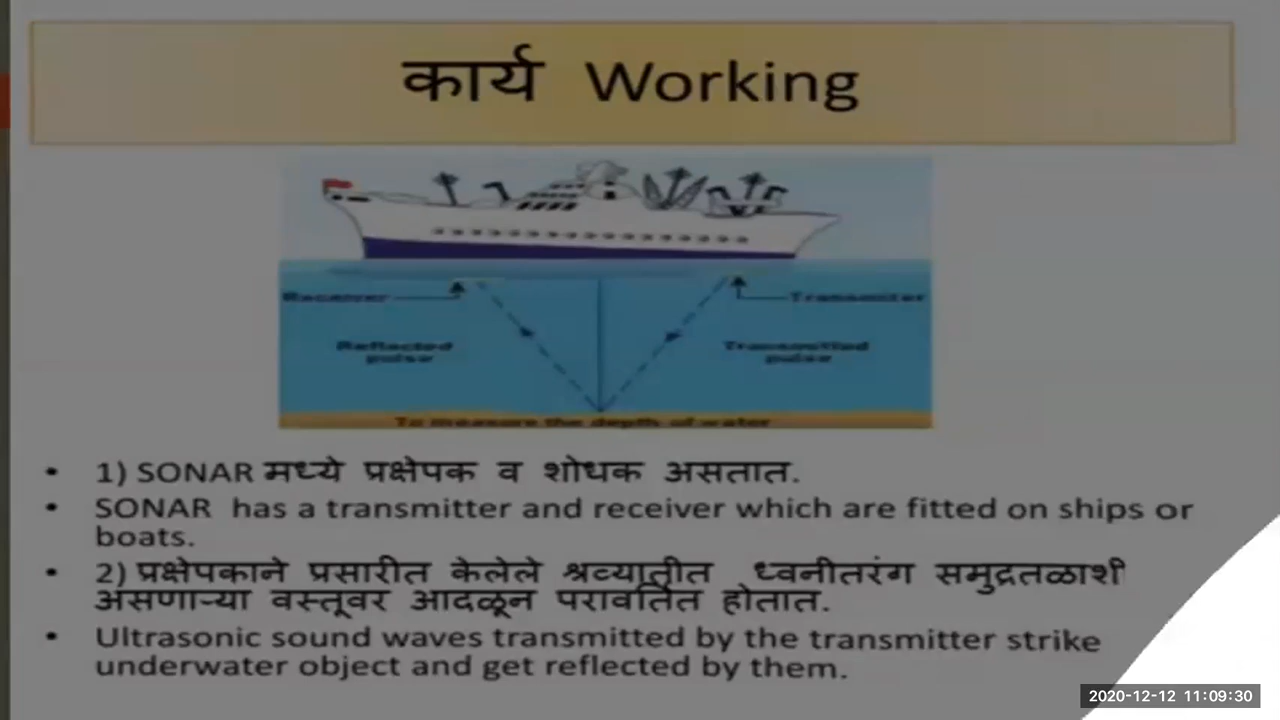 कार्य Working
Receiver
Transmiter
Reflected
pulse
Transmitted
pulse
To measure the depth of water
• 1) SONAR मध्ये प्रक्षेपक व शोधक असतात.
• SONAR has a transmitter and receiver which are fitted on ships or
boats.
• 2) प्रक्षेपकाने प्रसारीत केलेले श्रव्यातीत ध्वनीतरंग समुद्रतळाशी
असणाऱ्या वस्तूवर आदळून परावर्तित होतात.
• Ultrasonic sound waves transmitted by the transmitter strike
underwater object and get reflected by them.
2020-12-12 11:09:30